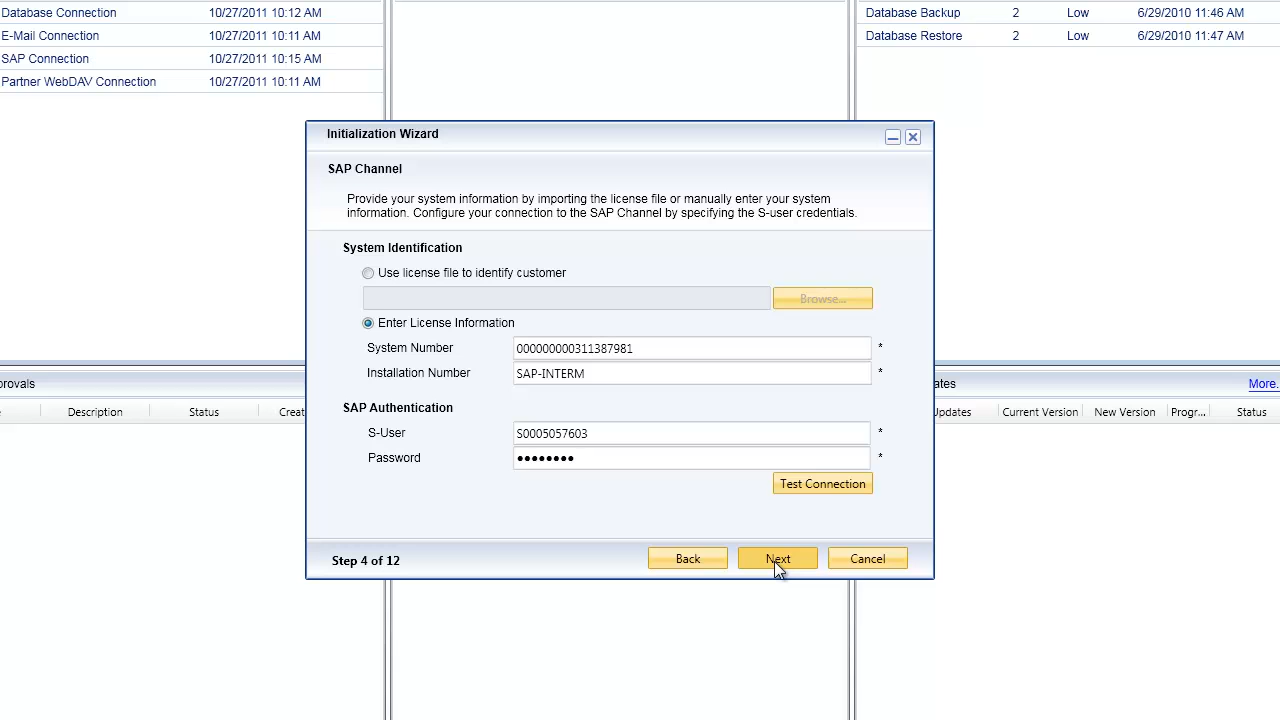 Database Connection 10/27/2011 10:12 AM
E-Mail Connection 10/27/2011 10:11 AM
SAP Connection 10/27/2011 10:15 AM
Partner WebDAV Connection 10/27/2011 10:11 AM
Database Backup 2 Low 6/29/2010 11:46 AM
Database Restore 2 Low 6/29/2010 11:47 AM
Initialization Wizard
SAP Channel
Provide your system information by importing the license file or manually enter your system
information. Configure your connection to the SAP Channel by specifying the S-user credentials.
System Identification
Use license file to identify customer
Browse...
Enter License Information
System Number 000000000311387981 *
Installation Number SAP-INTERM *
SAP Authentication
S-User S0005057603 *
Password •••••••• *
Test Connection
Step 4 of 12 Back Next Cancel
provals
Description Status Creat
ates More.
Updates Current Version New Version Progr... Status